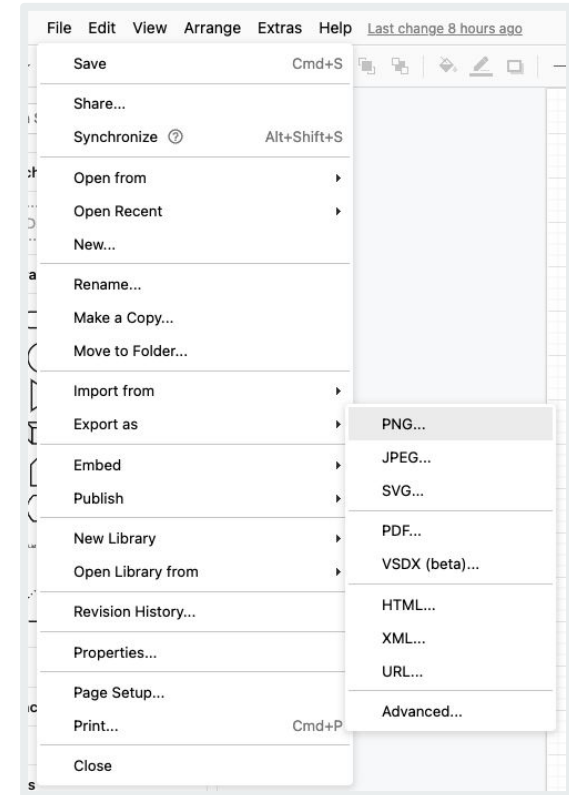 File Edit View Arrange Extras Help Last change 8 hours ago
Save Cmd+S
Share...
Synchronize Alt+Shift+S
Open from
Open Recent
New...
Rename...
Make a Copy...
Move to Folder...
Import from
Export as
PNG...
JPEG...
SVG...
PDF...
VSDX (beta)...
HTML...
XML...
URL...
Advanced...
Embed
Publish
New Library
Open Library from
Revision History...
Properties...
Page Setup...
Print... Cmd+P
Close